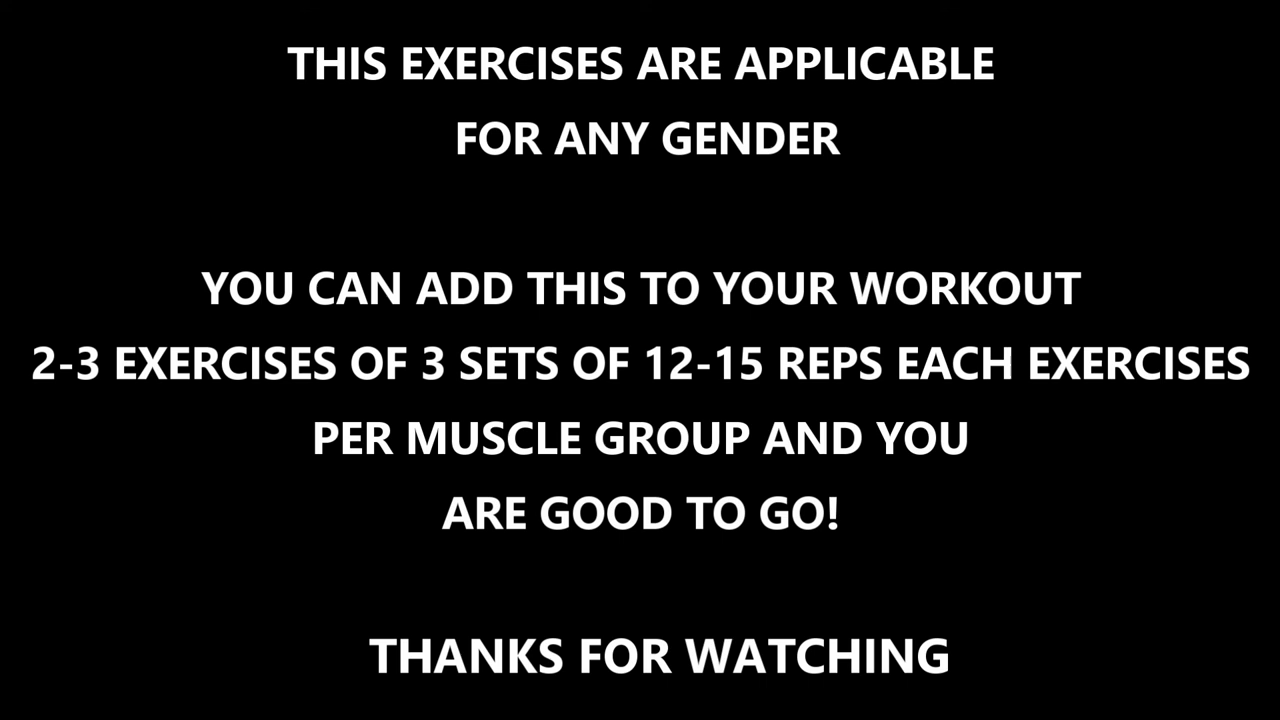 THIS EXERCISES ARE APPLICABLE
FOR ANY GENDER
YOU CAN ADD THIS TO YOUR WORKOUT
2-3 EXERCISES OF 3 SETS OF 12-15 REPS EACH EXERCISES
PER MUSCLE GROUP AND YOU
ARE GOOD TO GO!
THANKS FOR WATCHING